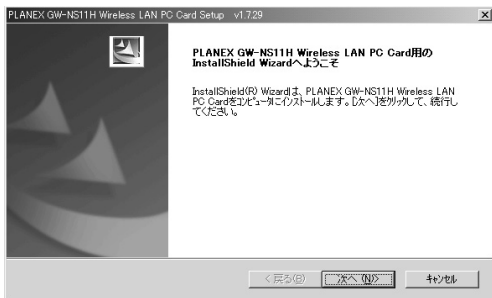 PLANEX GW-NS11H Wireless LAN PC Card Setup v1.7.29
PLANEX GW-NS11H Wireless LAN PC Card用の
InstallShield Wizardへようこそ
InstallShield(R) Wizardは、PLANEX GW-NS11H Wireless LAN
PC Cardをコンピュータにインストールします。[次へ]をクリックして、続行し
てください。
< 戻る(B)
次へ (N)>
キャンセル